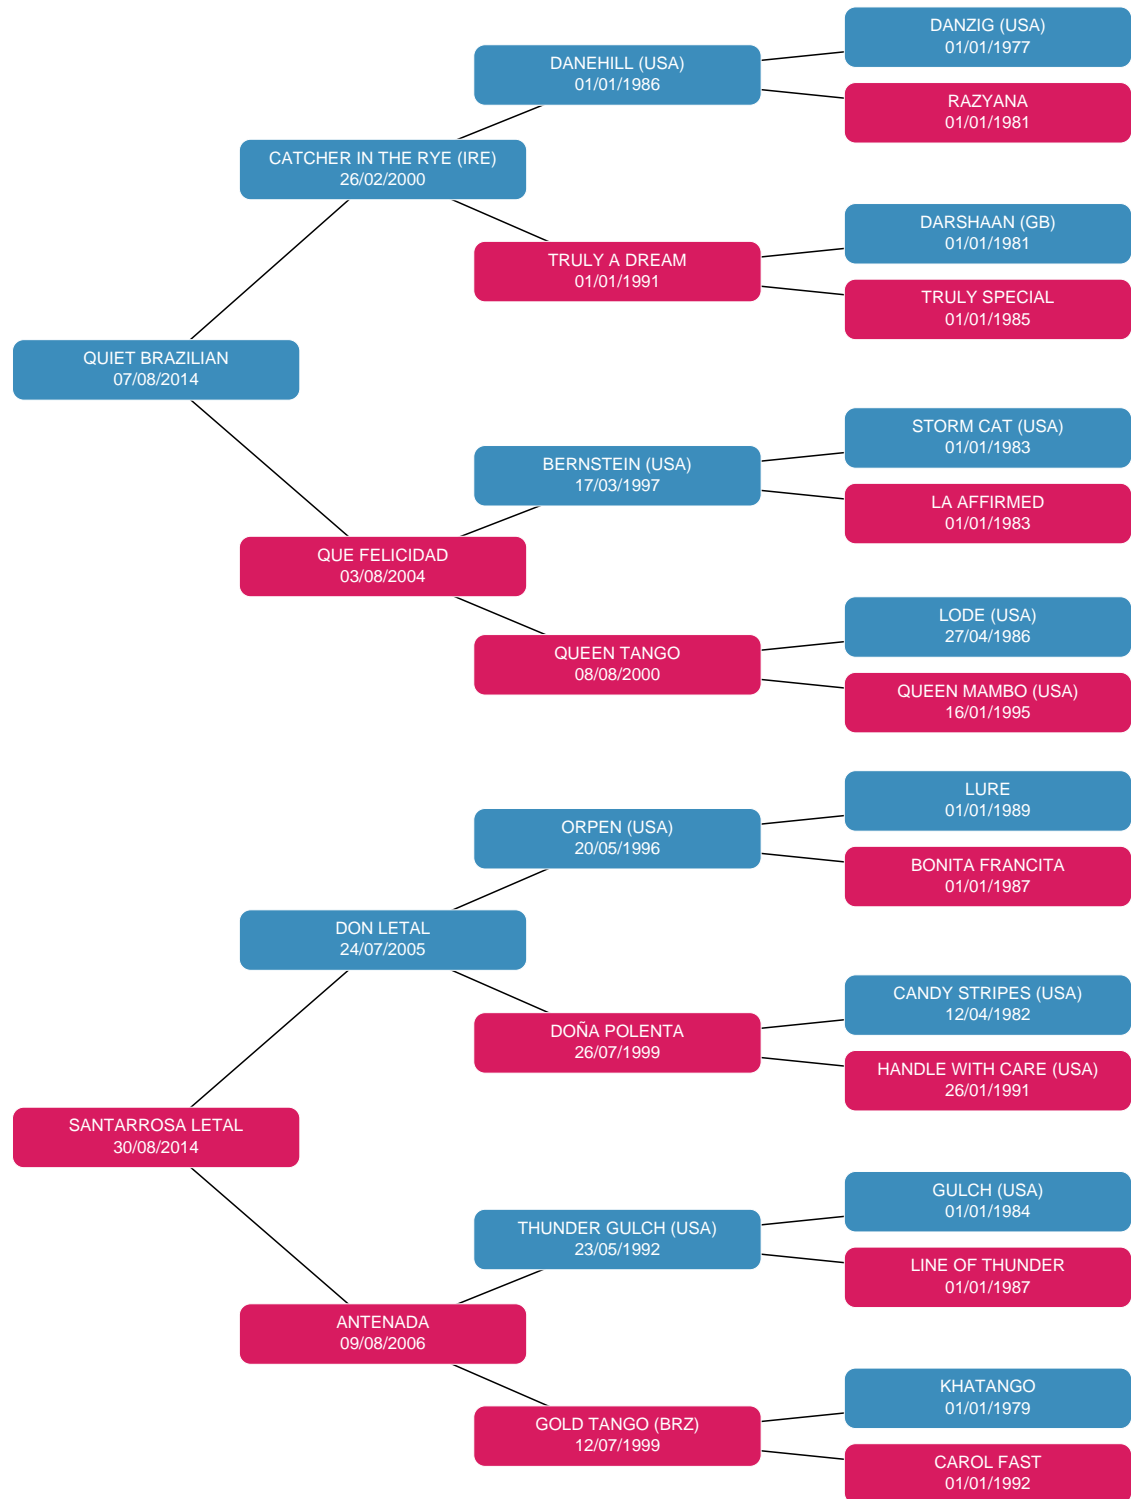 DANZIG (USA)
01/01/1977
DANEHILL (USA)
01/01/1986
RAZYANA
01/01/1981
CATCHER IN THE RYE (IRE)
26/02/2000
DARSHAAN (GB)
01/01/1981
TRULY A DREAM
01/01/1991
TRULY SPECIAL
01/01/1985
QUIET BRAZILIAN
07/08/2014
STORM CAT (USA)
01/01/1983
BERNSTEIN (USA)
17/03/1997
LA AFFIRMED
01/01/1983
QUE FELICIDAD
03/08/2004
LODE (USA)
27/04/1986
QUEEN TANGO
08/08/2000
QUEEN MAMBO (USA)
16/01/1995
LURE
01/01/1989
ORPEN (USA)
20/05/1996
BONITA FRANCITA
01/01/1987
DON LETAL
24/07/2005
CANDY STRIPES (USA)
12/04/1982
DOÑA POLENTA
26/07/1999
HANDLE WITH CARE (USA)
26/01/1991
SANTARROSA LETAL
30/08/2014
GULCH (USA)
01/01/1984
THUNDER GULCH (USA)
23/05/1992
LINE OF THUNDER
01/01/1987
ANTENADA
09/08/2006
KHATANGO
01/01/1979
GOLD TANGO (BRZ)
12/07/1999
CAROL FAST
01/01/1992